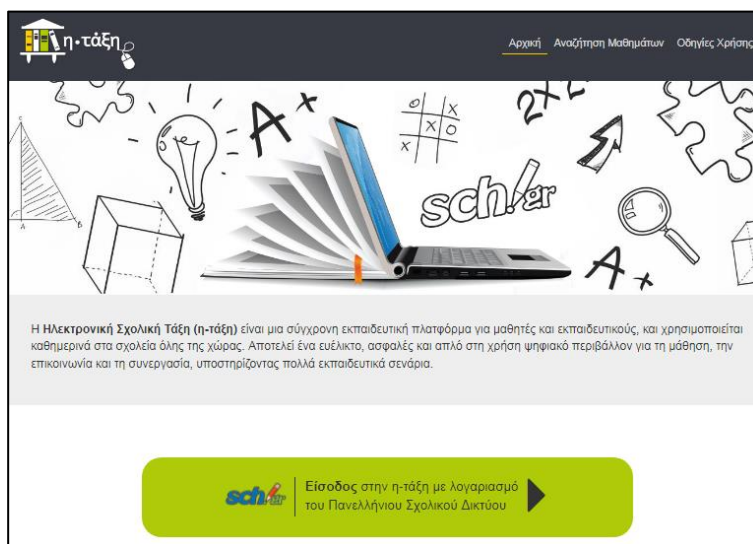 η·τάξη
Αρχική Αναζήτηση Μαθημάτων Οδηγίες Χρήσης
A+
2x2
X
X O
X
sch.gr
C
A
B
A+
Η Ηλεκτρονική Σχολική Τάξη (η-τάξη) είναι μια σύγχρονη εκπαιδευτική πλατφόρμα για μαθητές και εκπαιδευτικούς, και χρησιμοποιείται
καθημερινά στα σχολεία όλης της χώρας. Αποτελεί ένα ευέλικτο, ασφαλές και απλό στη χρήση ψηφιακό περιβάλλον για τη μάθηση, την
επικοινωνία και τη συνεργασία, υποστηρίζοντας πολλά εκπαιδευτικά σενάρια.
sch.gr
Είσοδος στην η-τάξη με λογαριασμό
του Πανελλήνιου Σχολικού Δικτύου